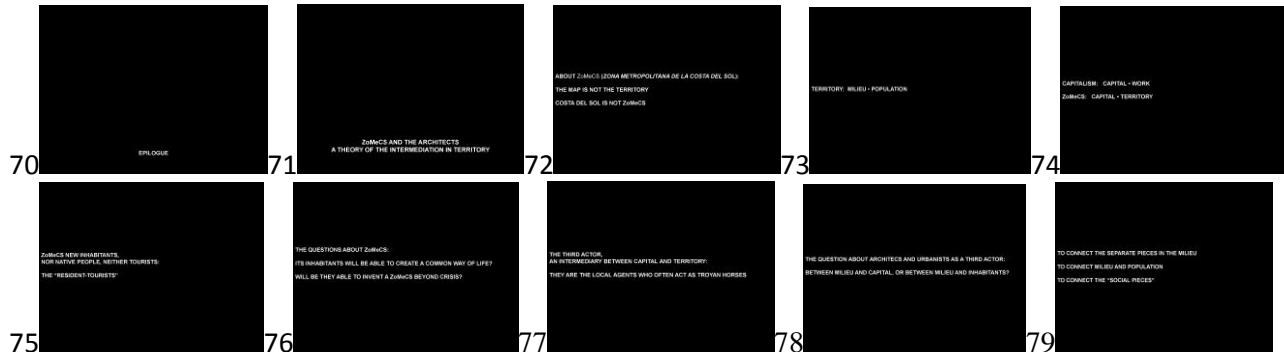 70
EPILOGUE
71
ZoMeCS AND THE ARCHITECTS
A THEORY OF THE INTERMEDIATION IN TERRITORY
72
ABOUT ZoMeCS (ZONA METROPOLITANA DE LA COSTA DEL SOL):
THE MAP IS NOT THE TERRITORY
COSTA DEL SOL IS NOT ZoMeCS
73
TERRITORY: MILIEU • POPULATION
74
CAPITALISM: CAPITAL • WORK
ZoMeCS: CAPITAL • TERRITORY
75
ZoMeCS NEW INHABITANTS,
NOR NATIVE PEOPLE, NEITHER TOURISTS:
THE "RESIDENT-TOURISTS"
76
THE QUESTIONS ABOUT ZoMeCS:
ITS INHABITANTS WILL BE ABLE TO CREATE A COMMON WAY OF LIFE?
WILL BE THEY ABLE TO INVENT A ZoMeCS BEYOND CRISIS?
77
THE THIRD ACTOR,
AN INTERMEDIARY BETWEEN CAPITAL AND TERRITORY:
THEY ARE THE LOCAL AGENTS WHO OFTEN ACT AS TROYAN HORSES
78
THE QUESTION ABOUT ARCHITECS AND URBANISTS AS A THIRD ACTOR:
BETWEEN MILIEU AND CAPITAL, OR BETWEEN MILIEU AND INHABITANTS?
79
TO CONNECT THE SEPARATE PIECES IN THE MILIEU
TO CONNECT MILIEU AND POPULATION
TO CONNECT THE "SOCIAL PIECES"